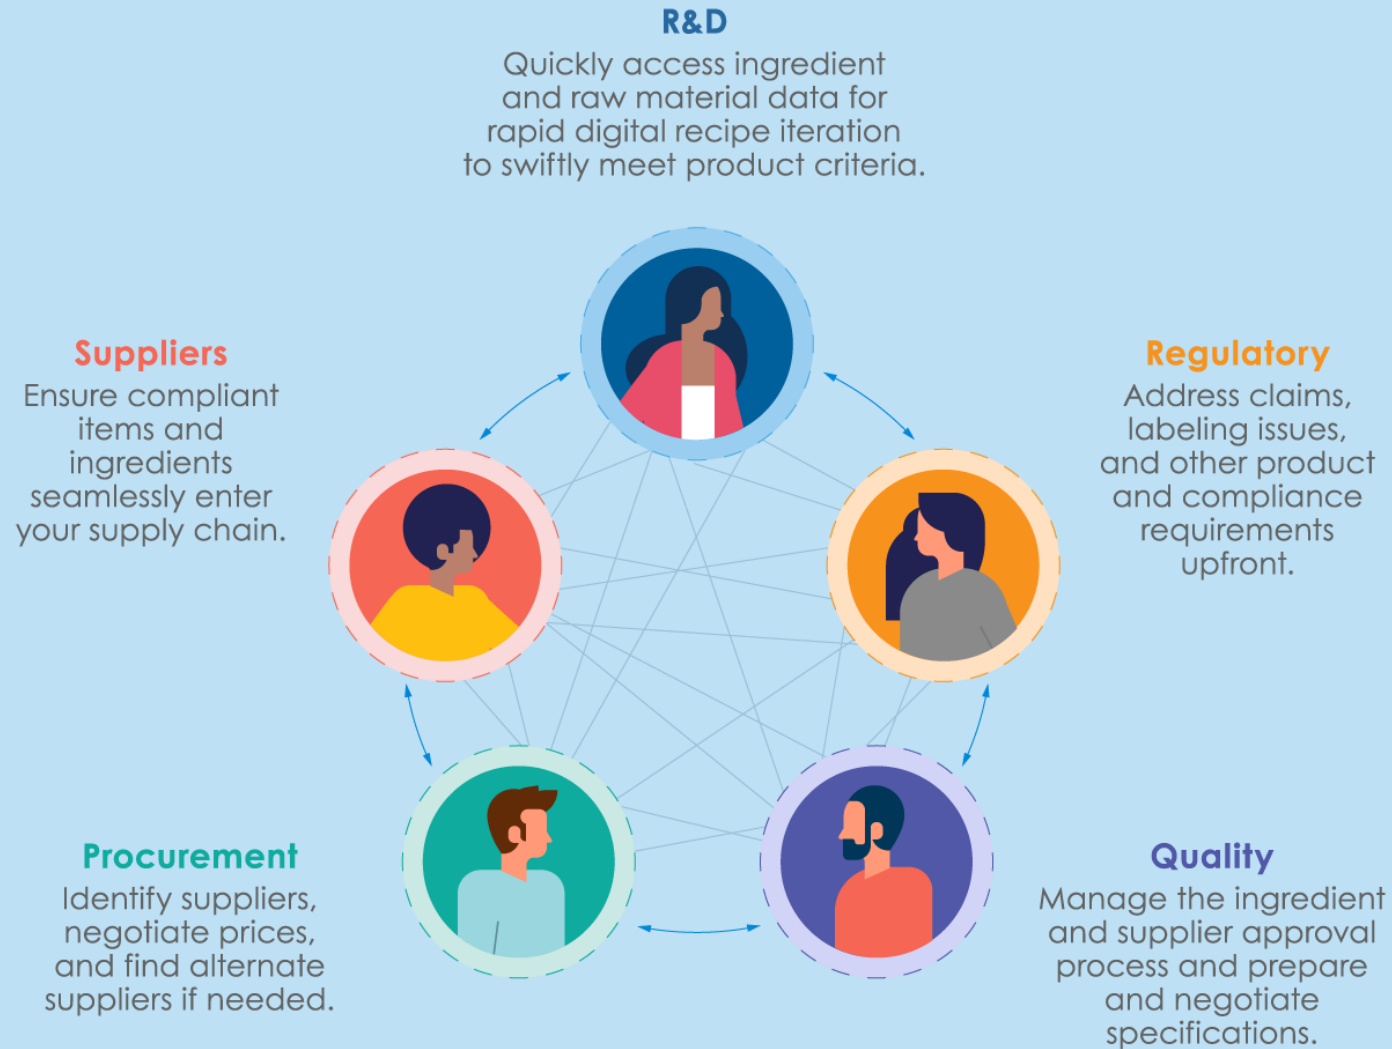 R&D
Quickly access ingredient
and raw material data for
rapid digital recipe iteration
to swiftly meet product criteria.
Suppliers
Ensure compliant
items and
ingredients
seamlessly enter
your supply chain.
Regulatory
Address claims,
labeling issues,
and other product
and compliance
requirements
upfront.
Procurement
Identify suppliers,
negotiate prices,
and find alternate
suppliers if needed.
Quality
Manage the ingredient
and supplier approval
process and prepare
and negotiate
specifications.